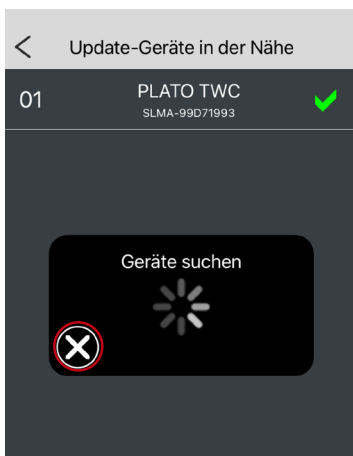 Update-Geräte in der Nähe
01
PLATO TWC
SLMA-99D71993
Geräte suchen